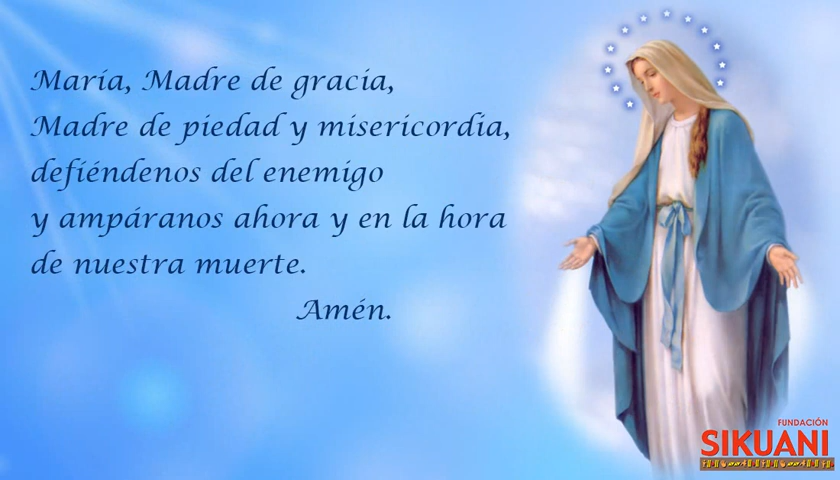 María, Madre de gracia,
Madre de piedad y misericordia,
defiéndenos del enemigo
y ampáranos ahora y en la hora
de nuestra muerte.
Amén.
FUNDACIÓN
SIKUANI